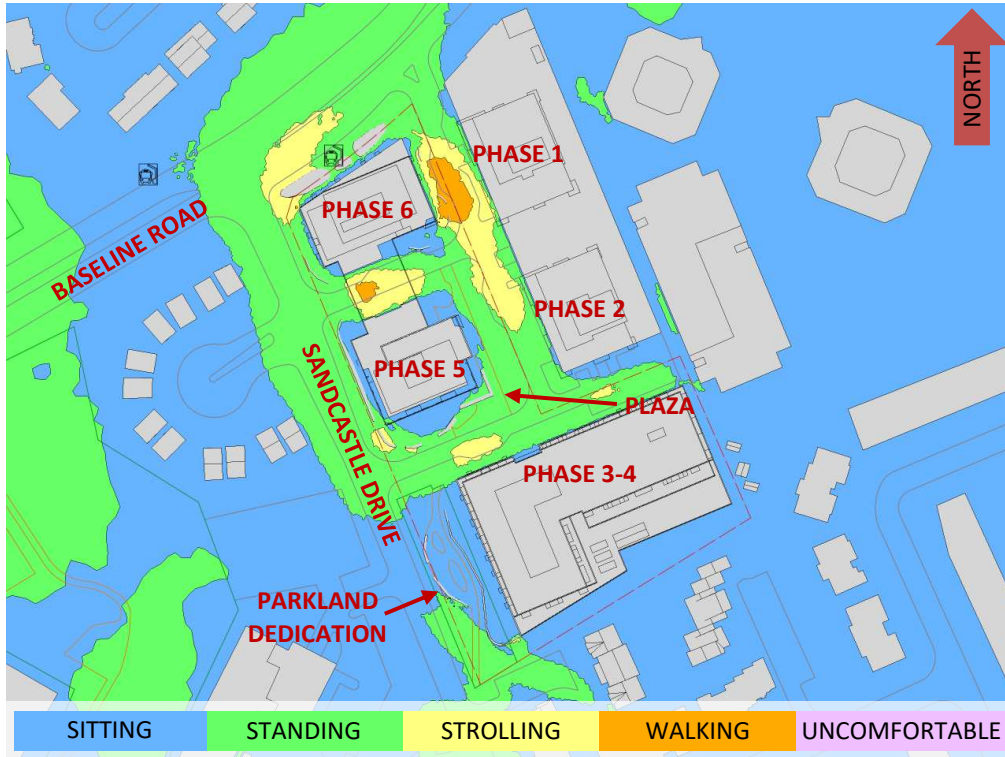 NORTH
PHASE 1
PHASE 6
BASELINE ROAD
PHASE 2
SANDCASTLE DRIVE
PHASE 5
PLAZA
PHASE 3-4
PARKLAND
DEDICATION
SITTING
STANDING
STROLLING
WALKING
UNCOMFORTABLE